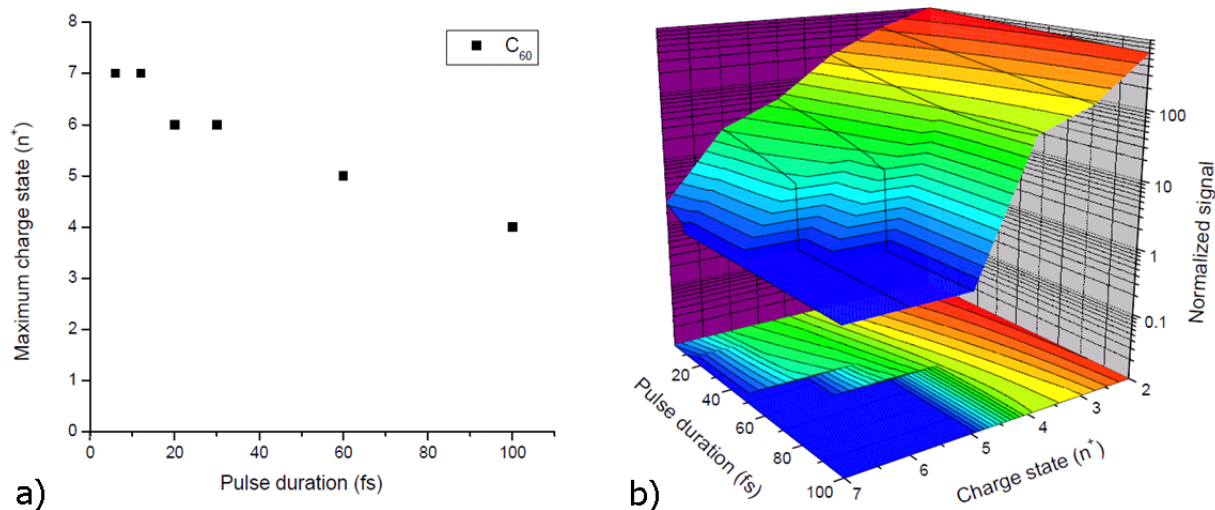 8
7
6
5
4
3
2
1
0
Maximum charge state (n⁺)
C₆₀
0 20 40 60 80 100
Pulse duration (fs)
a)
100
10
1
0.1
Normalized signal
20
40
60
80
100
Pulse duration (fs)
7 6 5 4 3 2
Charge state (n⁺)
b)